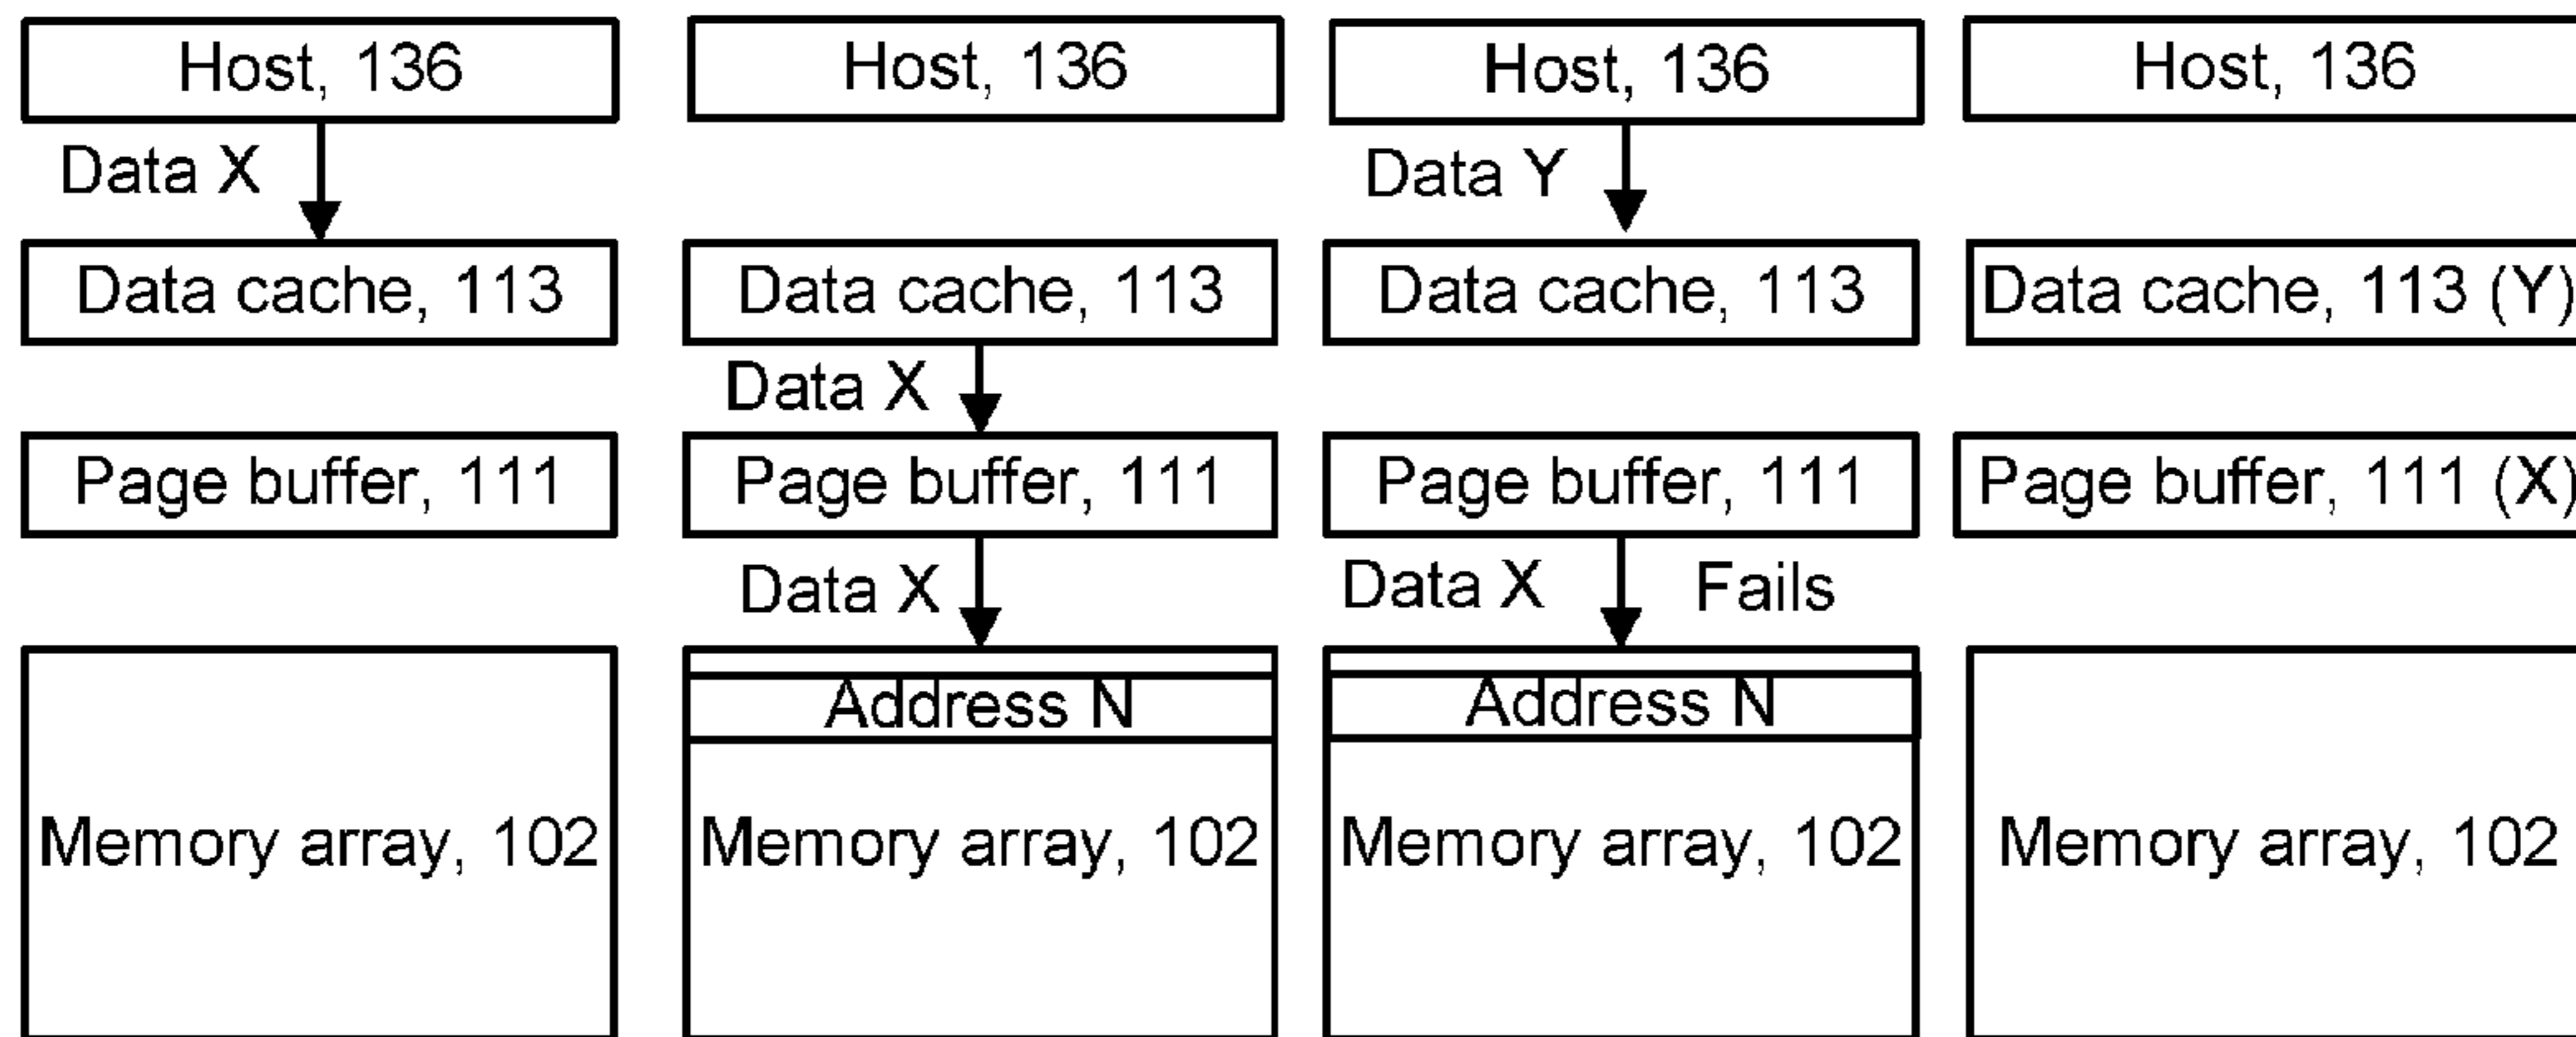 Host, 136
Data X
Data cache, 113
Page buffer, 111
Memory array, 102
Host, 136
Data cache, 113
Data X
Page buffer, 111
Data X
Address N
Memory array, 102
Host, 136
Data Y
Data cache, 113
Page buffer, 111
Data X Fails
Address N
Memory array, 102
Host, 136
Data cache, 113 (Y)
Page buffer, 111 (X)
Memory array, 102